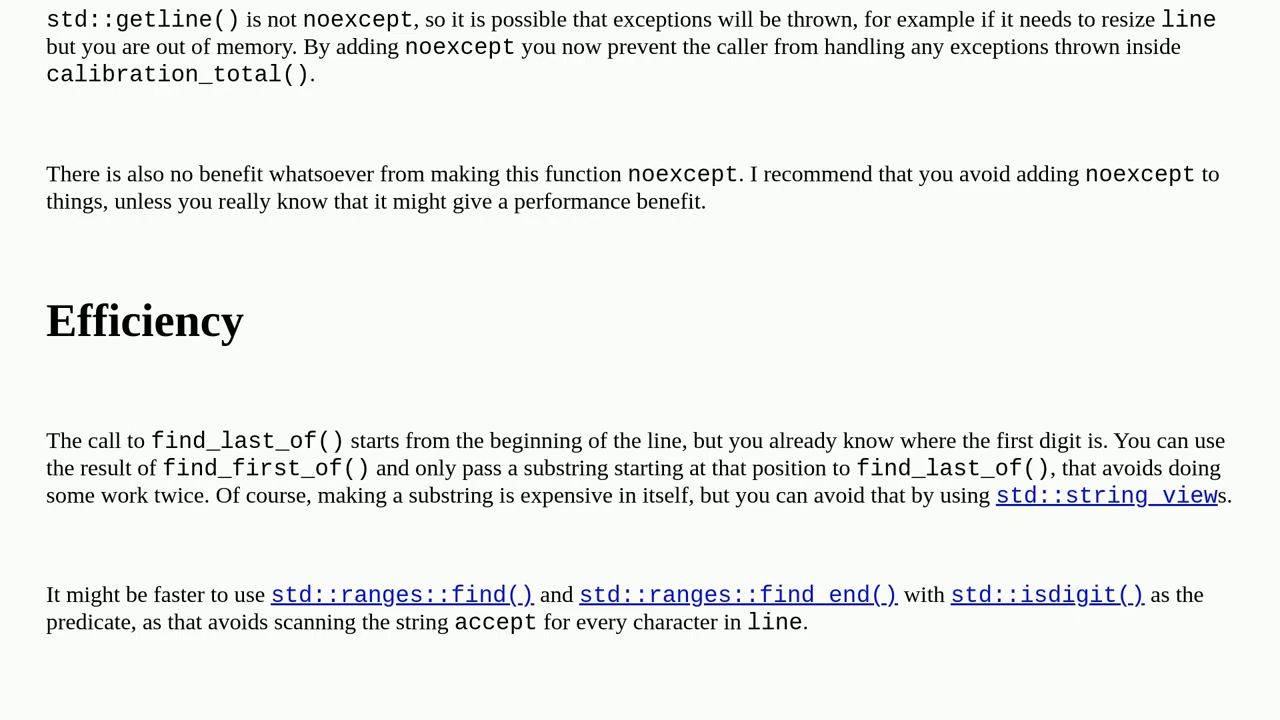 std::getline() is not noexcept, so it is possible that exceptions will be thrown, for example if it needs to resize line
but you are out of memory. By adding noexcept you now prevent the caller from handling any exceptions thrown inside
calibration_total().
There is also no benefit whatsoever from making this function noexcept. I recommend that you avoid adding noexcept to
things, unless you really know that it might give a performance benefit.
Efficiency
The call to find_last_of() starts from the beginning of the line, but you already know where the first digit is. You can use
the result of find_first_of() and only pass a substring starting at that position to find_last_of(), that avoids doing
some work twice. Of course, making a substring is expensive in itself, but you can avoid that by using std::string_views.
It might be faster to use std::ranges::find() and std::ranges::find_end() with std::isdigit() as the
predicate, as that avoids scanning the string accept for every character in line.